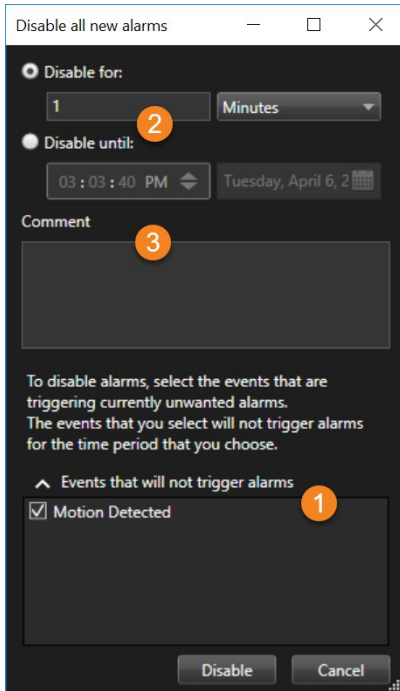 Disable all new alarms
Disable for:
1 Minutes
2
Disable until:
03:03:40 PM Tuesday, April 6, 2
Comment
3
To disable alarms, select the events that are
triggering currently unwanted alarms.
The events that you select will not trigger alarms
for the time period that you choose.
Events that will not trigger alarms
1
Motion Detected
Disable Cancel